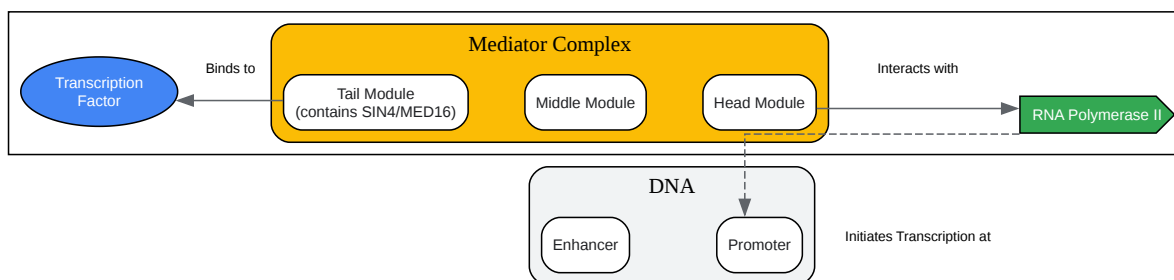 Mediator Complex
Transcription
Factor
Binds to
Tail Module
(contains SIN4/MED16)
Middle Module
Head Module
Interacts with
RNA Polymerase II
DNA
Enhancer
Promoter
Initiates Transcription at